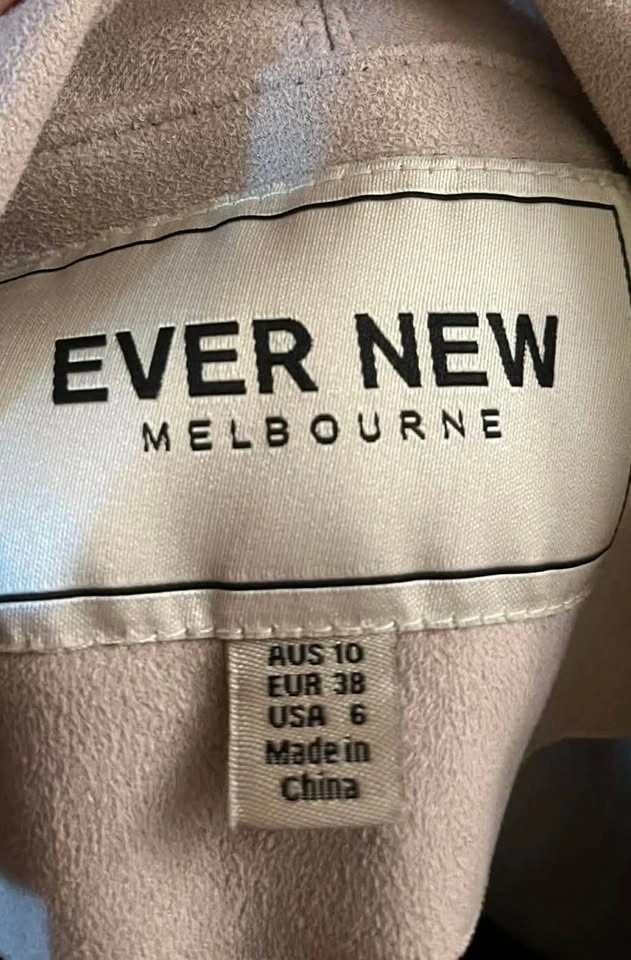 EVER NEW
MELBOURNE
AUS 10
EUR 38
USA 6
Made in
China